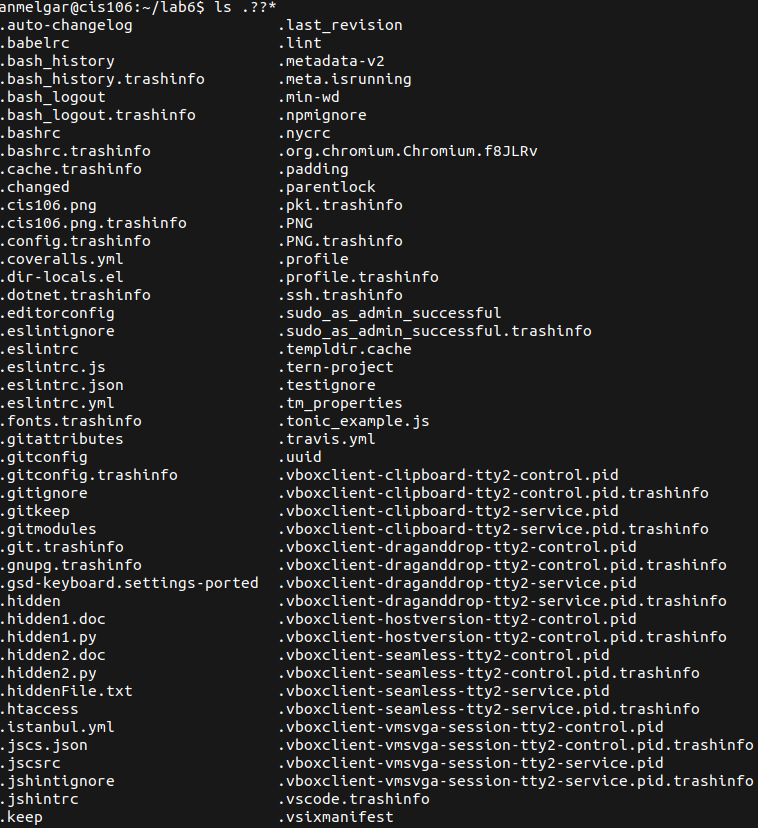 anmelgar@cis106:~/lab6$ ls .??*
.auto-changelog .last_revision
.babelrc .lint
.bash_history .metadata-v2
.bash_history.trashinfo .meta.isrunning
.bash_logout .min-wd
.bash_logout.trashinfo .npmignore
.bashrc .nycrc
.bashrc.trashinfo .org.chromium.Chromium.f8JLRv
.cache.trashinfo .padding
.changed .parentlock
.cis106.png .pki.trashinfo
.cis106.png.trashinfo .PNG
.config.trashinfo .PNG.trashinfo
.coveralls.yml .profile
.dir-locals.el .profile.trashinfo
.dotnet.trashinfo .ssh.trashinfo
.editorconfig .sudo_as_admin_successful
.eslintignore .sudo_as_admin_successful.trashinfo
.eslintrc .templdir.cache
.eslintrc.js .tern-project
.eslintrc.json .testignore
.eslintrc.yml .tm_properties
.fonts.trashinfo .tonic_example.js
.gitattributes .travis.yml
.gitconfig .uuid
.gitconfig.trashinfo .vboxclient-clipboard-tty2-control.pid
.gitignore .vboxclient-clipboard-tty2-control.pid.trashinfo
.gitkeep .vboxclient-clipboard-tty2-service.pid
.gitmodules .vboxclient-clipboard-tty2-service.pid.trashinfo
.git.trashinfo .vboxclient-draganddrop-tty2-control.pid
.gnupg.trashinfo .vboxclient-draganddrop-tty2-control.pid.trashinfo
.gsd-keyboard.settings-ported .vboxclient-draganddrop-tty2-service.pid
.hidden .vboxclient-draganddrop-tty2-service.pid.trashinfo
.hidden1.doc .vboxclient-hostversion-tty2-control.pid
.hidden1.py .vboxclient-hostversion-tty2-control.pid.trashinfo
.hidden2.doc .vboxclient-seamless-tty2-control.pid
.hidden2.py .vboxclient-seamless-tty2-control.pid.trashinfo
.hiddenFile.txt .vboxclient-seamless-tty2-service.pid
.htaccess .vboxclient-seamless-tty2-service.pid.trashinfo
.istanbul.yml .vboxclient-vmsvga-session-tty2-control.pid
.jscs.json .vboxclient-vmsvga-session-tty2-control.pid.trashinfo
.jscsrc .vboxclient-vmsvga-session-tty2-service.pid
.jshintignore .vboxclient-vmsvga-session-tty2-service.pid.trashinfo
.jshintrc .vscode.trashinfo
.keep .vsixmanifest